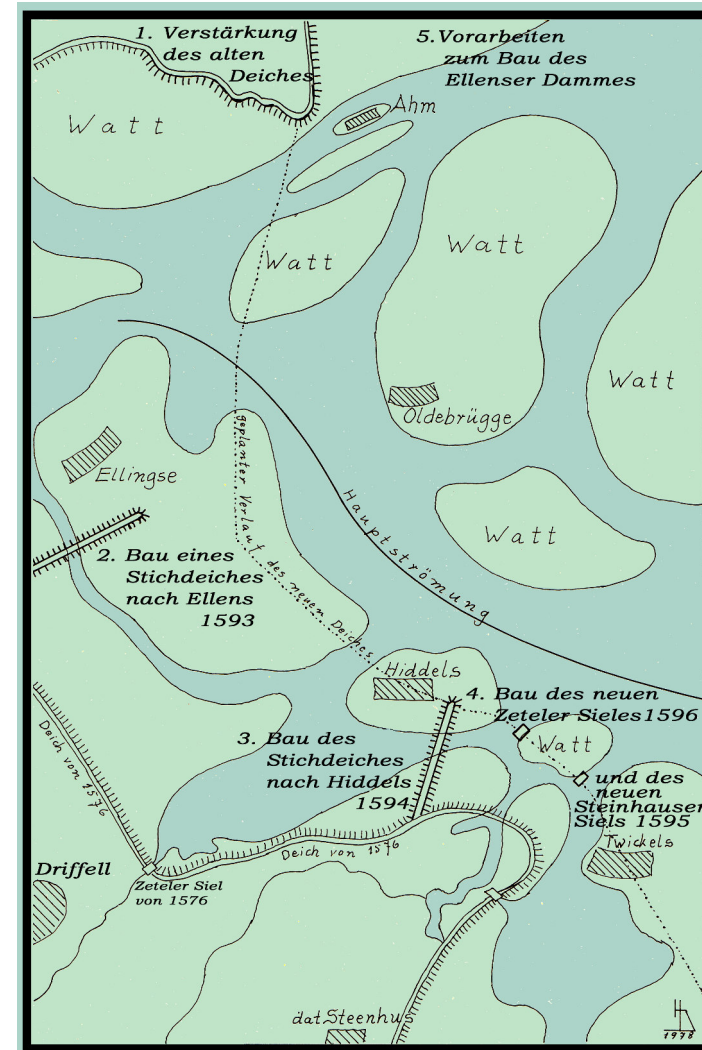 1. Verstärkung
des alten
Deiches
5.Vorarbeiten
zum Bau des
Ellenser Dammes
Ahm
Watt
Watt
Watt
Watt
Oldebrügge
Ellingse
geplanter Verlauf des neuen Deiches
Hauptströmung
Watt
2. Bau eines
Stichdeiches
nach Ellens
1593
Hiddels
4. Bau des neuen
Zeteler Sieles 1596
Watt
3. Bau des
Stichdeiches
nach Hiddels
1594
und des
neuen
Steinhauser
Siels 1595
Twickels
Deich von 1576
Deich von 1576
Driffell
Zeteler Siel
von 1576
dat Steenhus
1978